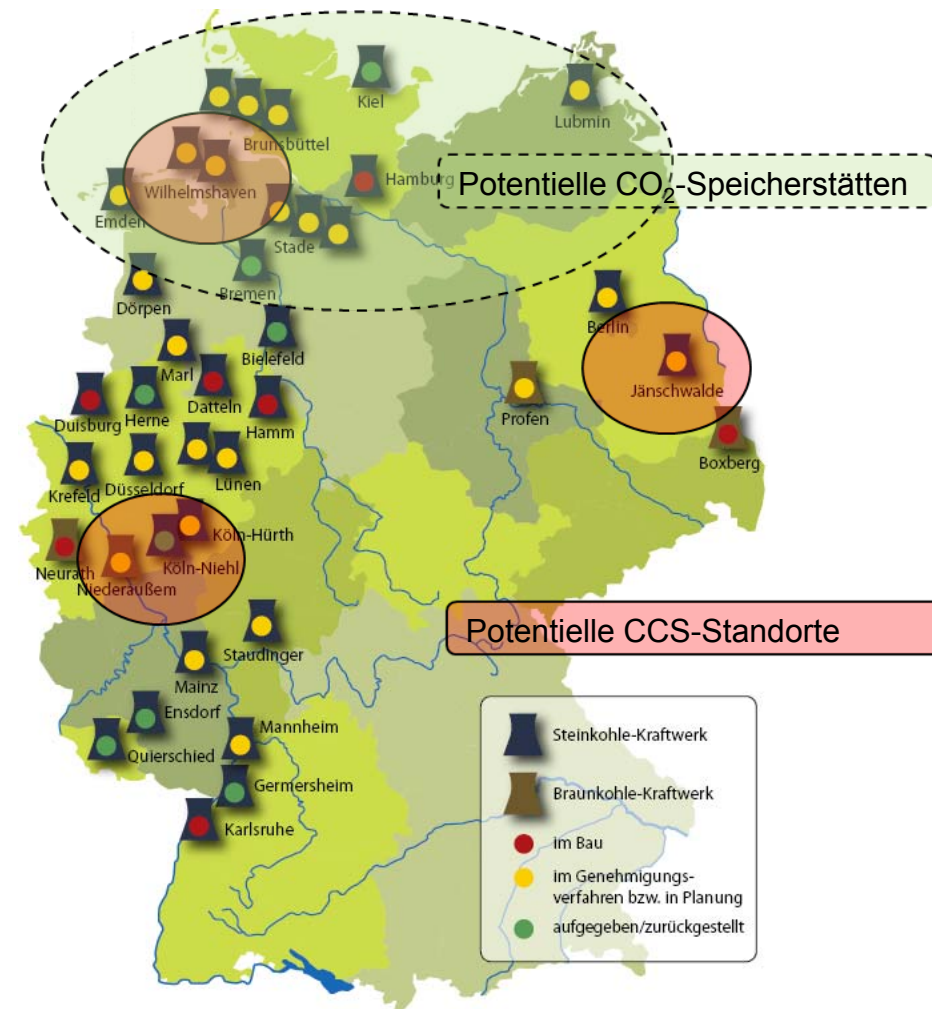 Kiel
Lubmin
Brunsbüttel
Wilhelmshaven
Hamburg
Potentielle CO₂-Speicherstätten
Emden
Stade
Bremen
Dörpen
Berlin
Bielefeld
Marl
Jänschwalde
Datteln
Profen
Duisburg
Herne
Hamm
Boxberg
Krefeld
Düsseldorf
Lünen
Köln-Hürth
Neurath
Köln-Niehl
Niederaußem
Potentielle CCS-Standorte
Staudinger
Mainz
Ensdorf
Mannheim
Quierschied
Germersheim
Karlsruhe
Steinkohle-Kraftwerk
Braunkohle-Kraftwerk
im Bau
im Genehmigungs-
verfahren bzw. in Planung
aufgegeben/zurückgestellt